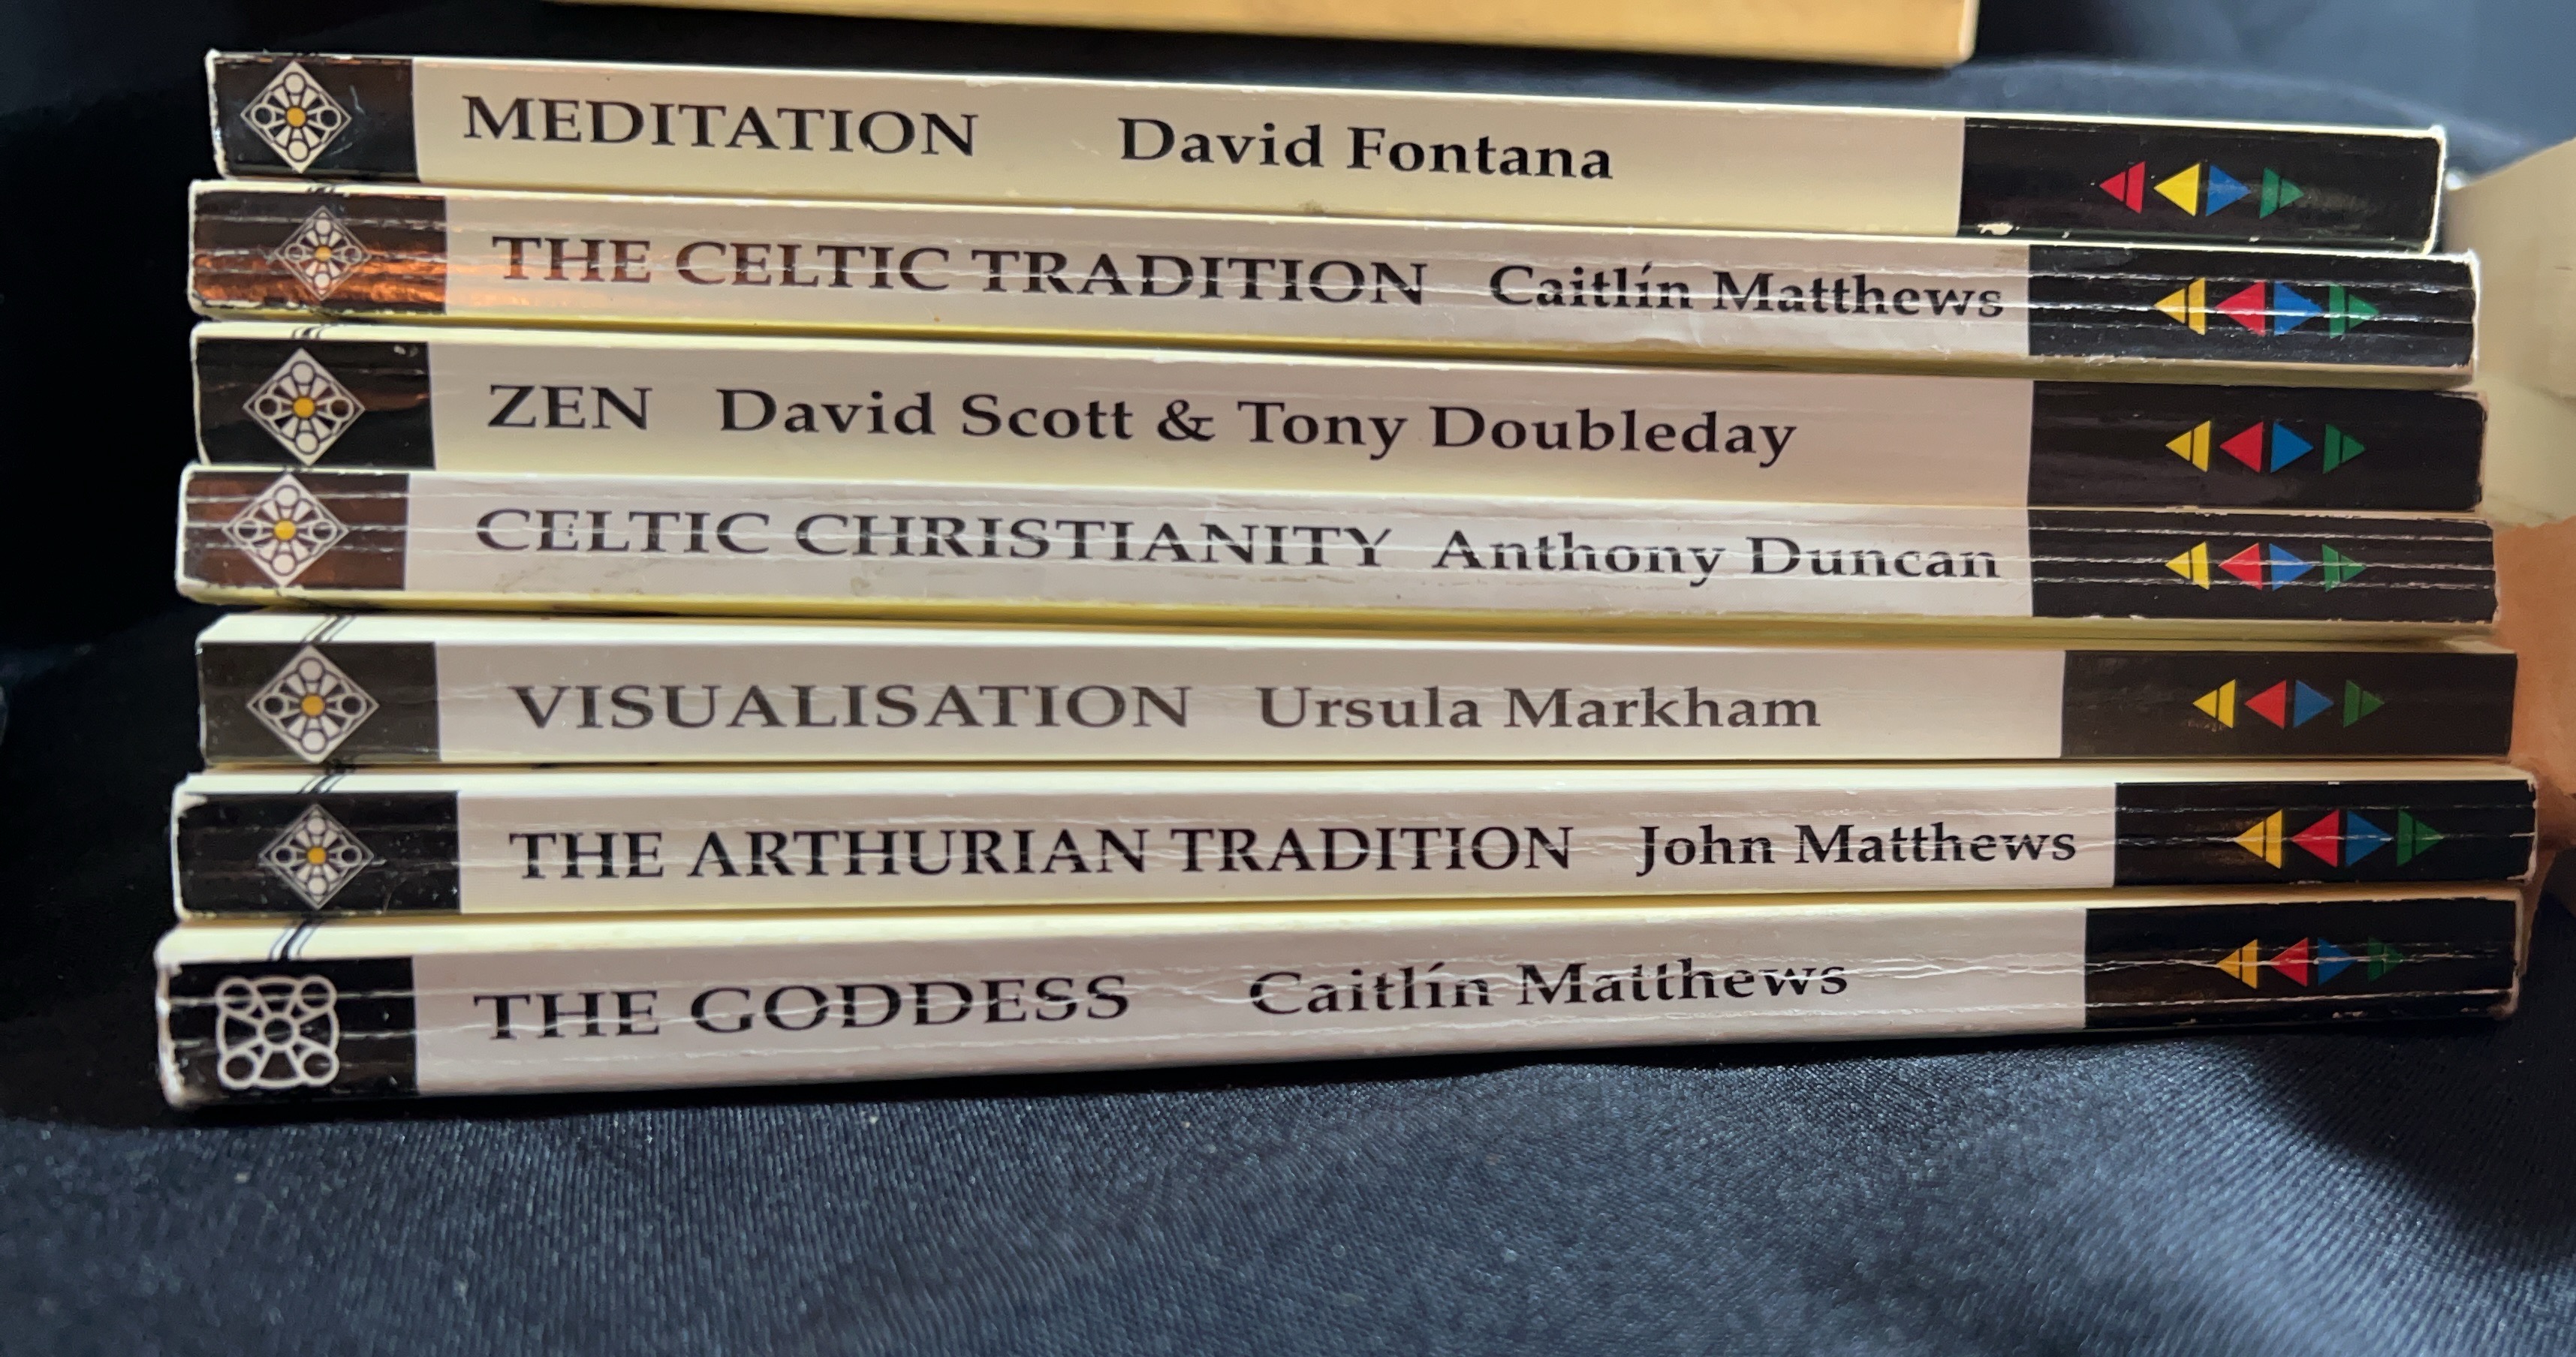 MEDITATION David Fontana
THE CELTIC TRADITION Caitlín Matthews
ZEN David Scott & Tony Doubleday
CELTIC CHRISTIANITY Anthony Duncan
VISUALISATION Ursula Markham
THE ARTHURIAN TRADITION John Matthews
THE GODDESS Caitlín Matthews